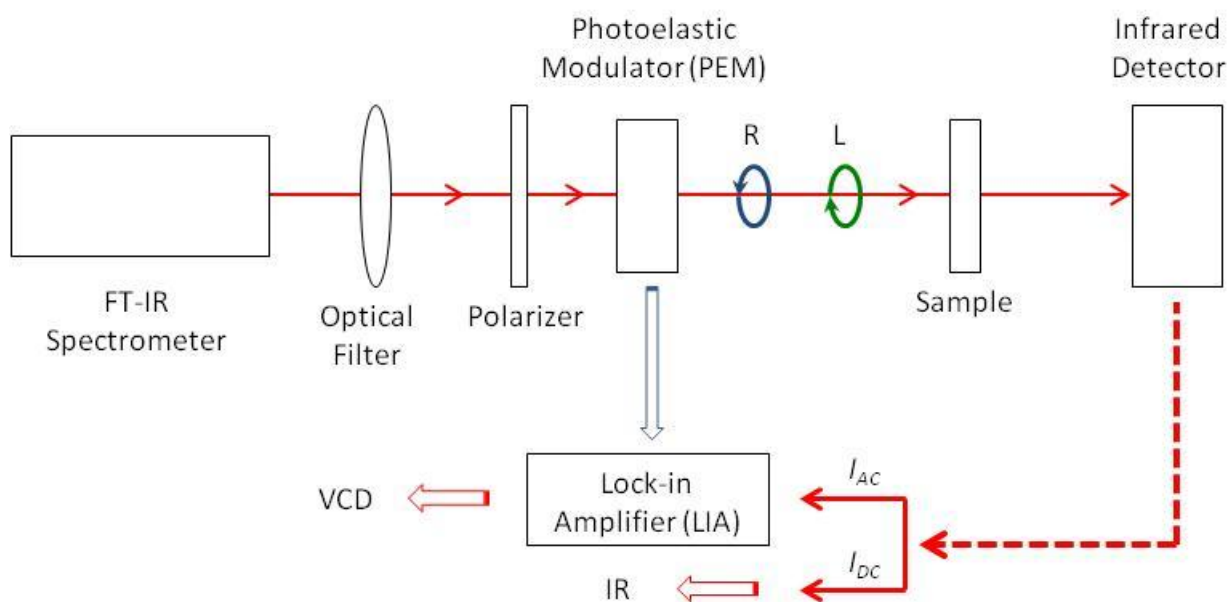 Photoelastic
Modulator (PEM)
Infrared
Detector
R
L
FT-IR
Spectrometer
Optical
Filter
Polarizer
Sample
VCD
Lock-in
Amplifier (LIA)
I_AC
I_DC
IR